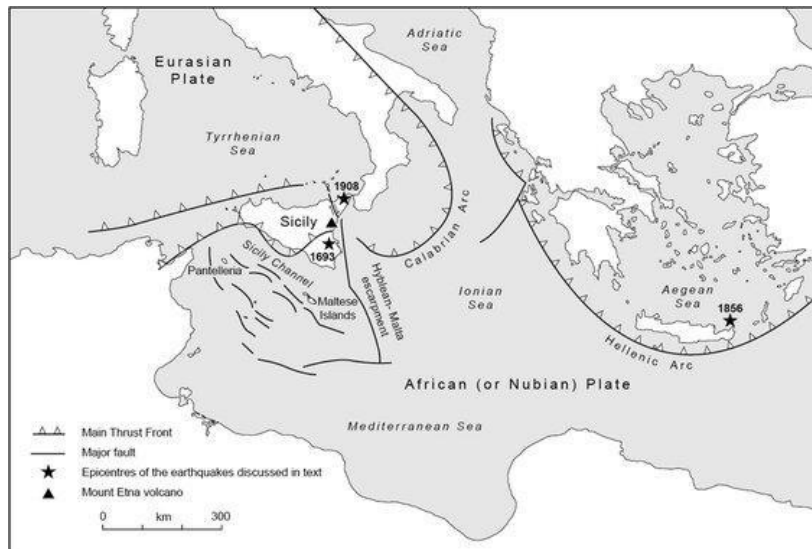 Adriatic
Sea
Eurasian
Plate
Tyrrhenian
Sea
1908
Sicily
1693
Calabrian Arc
Sicily Channel
Pantelleria
Maltese
Islands
Hyblean-Malta
escarpment
Ionian
Sea
Aegean
Sea
1856
Hellenic Arc
African (or Nubian) Plate
Mediterranean Sea
Main Thrust Front
Major fault
Epicentres of the earthquakes discussed in text
Mount Etna volcano
0 km 300